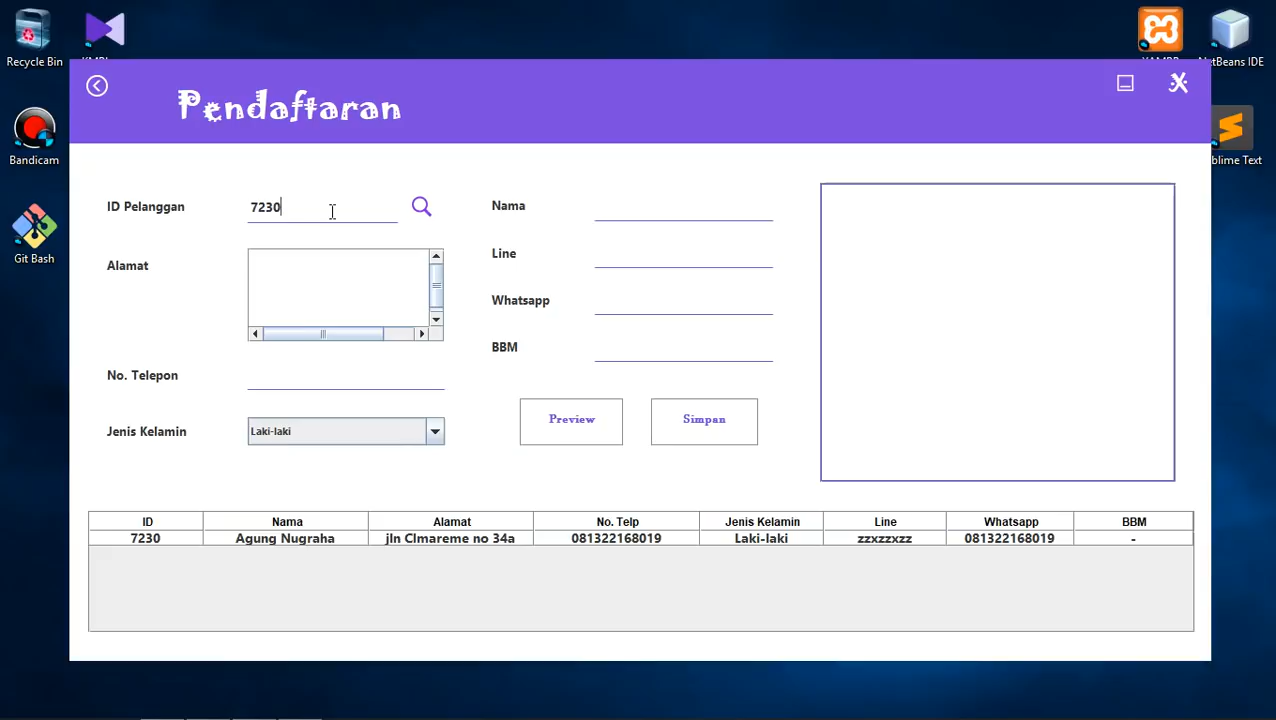 Recycle Bin
XAMPP
NetBeans IDE
Pendaftaran
Bandicam
Sublime Text
Git Bash
ID Pelanggan
7230
Nama
Line
Alamat
Whatsapp
BBM
No. Telepon
Preview
Simpan
Jenis Kelamin
Laki-laki
ID Nama Alamat No. Telp Jenis Kelamin Line Whatsapp BBM
7230 Agung Nugraha jln CImareme no 34a 081322168019 Laki-laki zzxzzxzz 081322168019 -